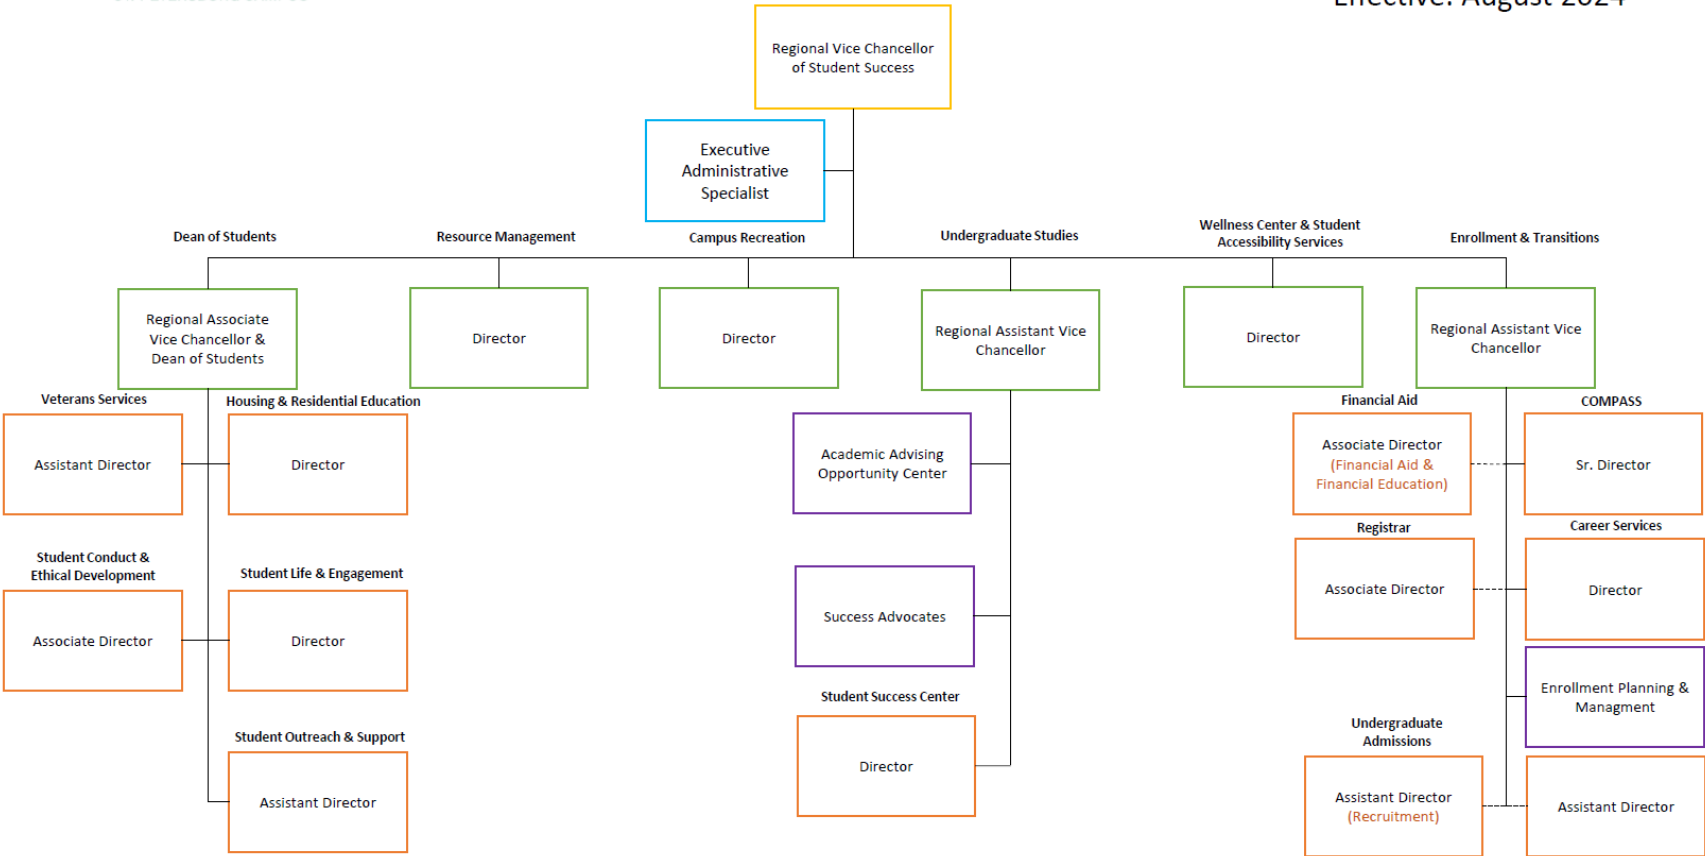 Effective: August 2024
Regional Vice Chancellor
of Student Success
Executive
Administrative
Specialist
Dean of Students
Resource Management
Campus Recreation
Undergraduate Studies
Wellness Center & Student
Accessibility Services
Enrollment & Transitions
Regional Associate
Vice Chancellor &
Dean of Students
Director
Director
Regional Assistant Vice
Chancellor
Director
Regional Assistant Vice
Chancellor
Veterans Services
Housing & Residential Education
Assistant Director
Director
Student Conduct &
Ethical Development
Student Life & Engagement
Associate Director
Director
Student Outreach & Support
Assistant Director
Academic Advising
Opportunity Center
Success Advocates
Student Success Center
Director
Financial Aid
COMPASS
Associate Director
(Financial Aid &
Financial Education)
Sr. Director
Registrar
Career Services
Associate Director
Director
Enrollment Planning &
Managment
Undergraduate
Admissions
Assistant Director
(Recruitment)
Assistant Director